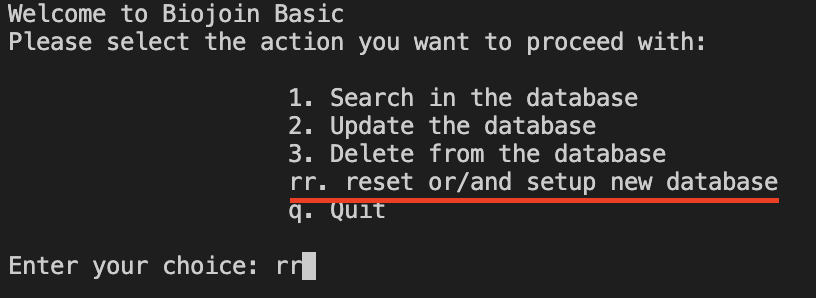 Welcome to Biojoin Basic
Please select the action you want to proceed with:
1. Search in the database
2. Update the database
3. Delete from the database
rr. reset or/and setup new database
q. Quit
Enter your choice: rr